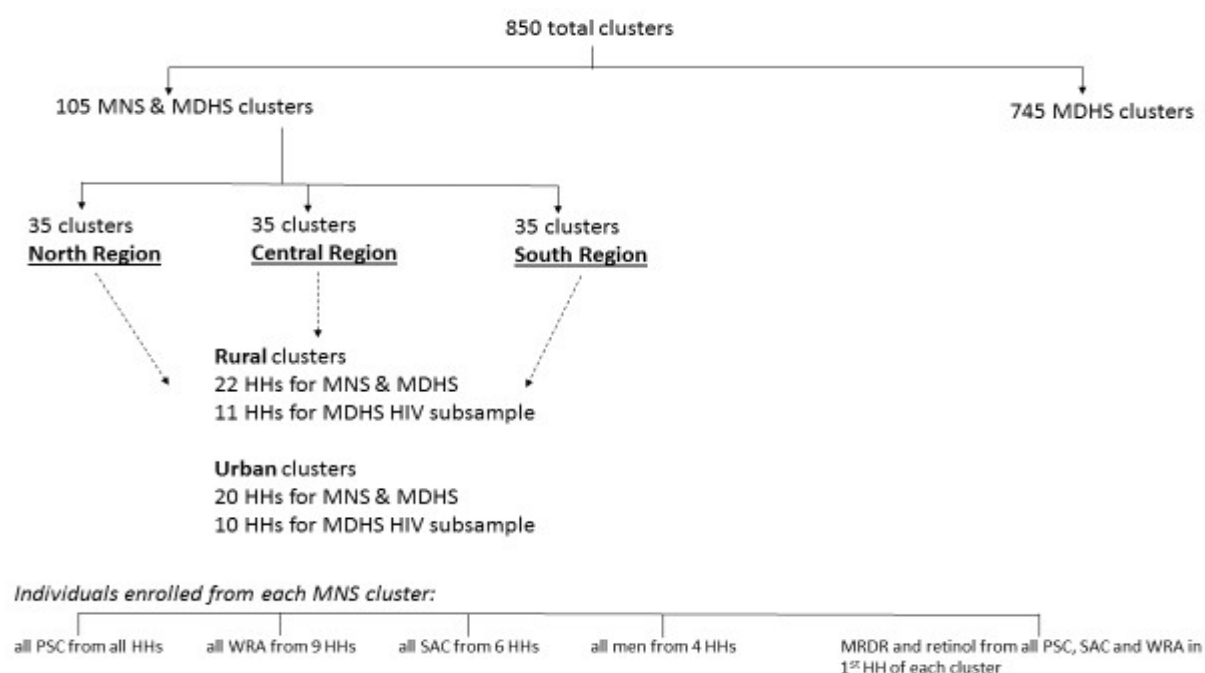 850 total clusters
105 MNS & MDHS clusters
745 MDHS clusters
35 clusters
North Region
35 clusters
Central Region
35 clusters
South Region
Rural clusters
22 HHs for MNS & MDHS
11 HHs for MDHS HIV subsample
Urban clusters
20 HHs for MNS & MDHS
10 HHs for MDHS HIV subsample
Individuals enrolled from each MNS cluster:
all PSC from all HHs
all WRA from 9 HHs
all SAC from 6 HHs
all men from 4 HHs
MRDR and retinol from all PSC, SAC and WRA in
1st HH of each cluster